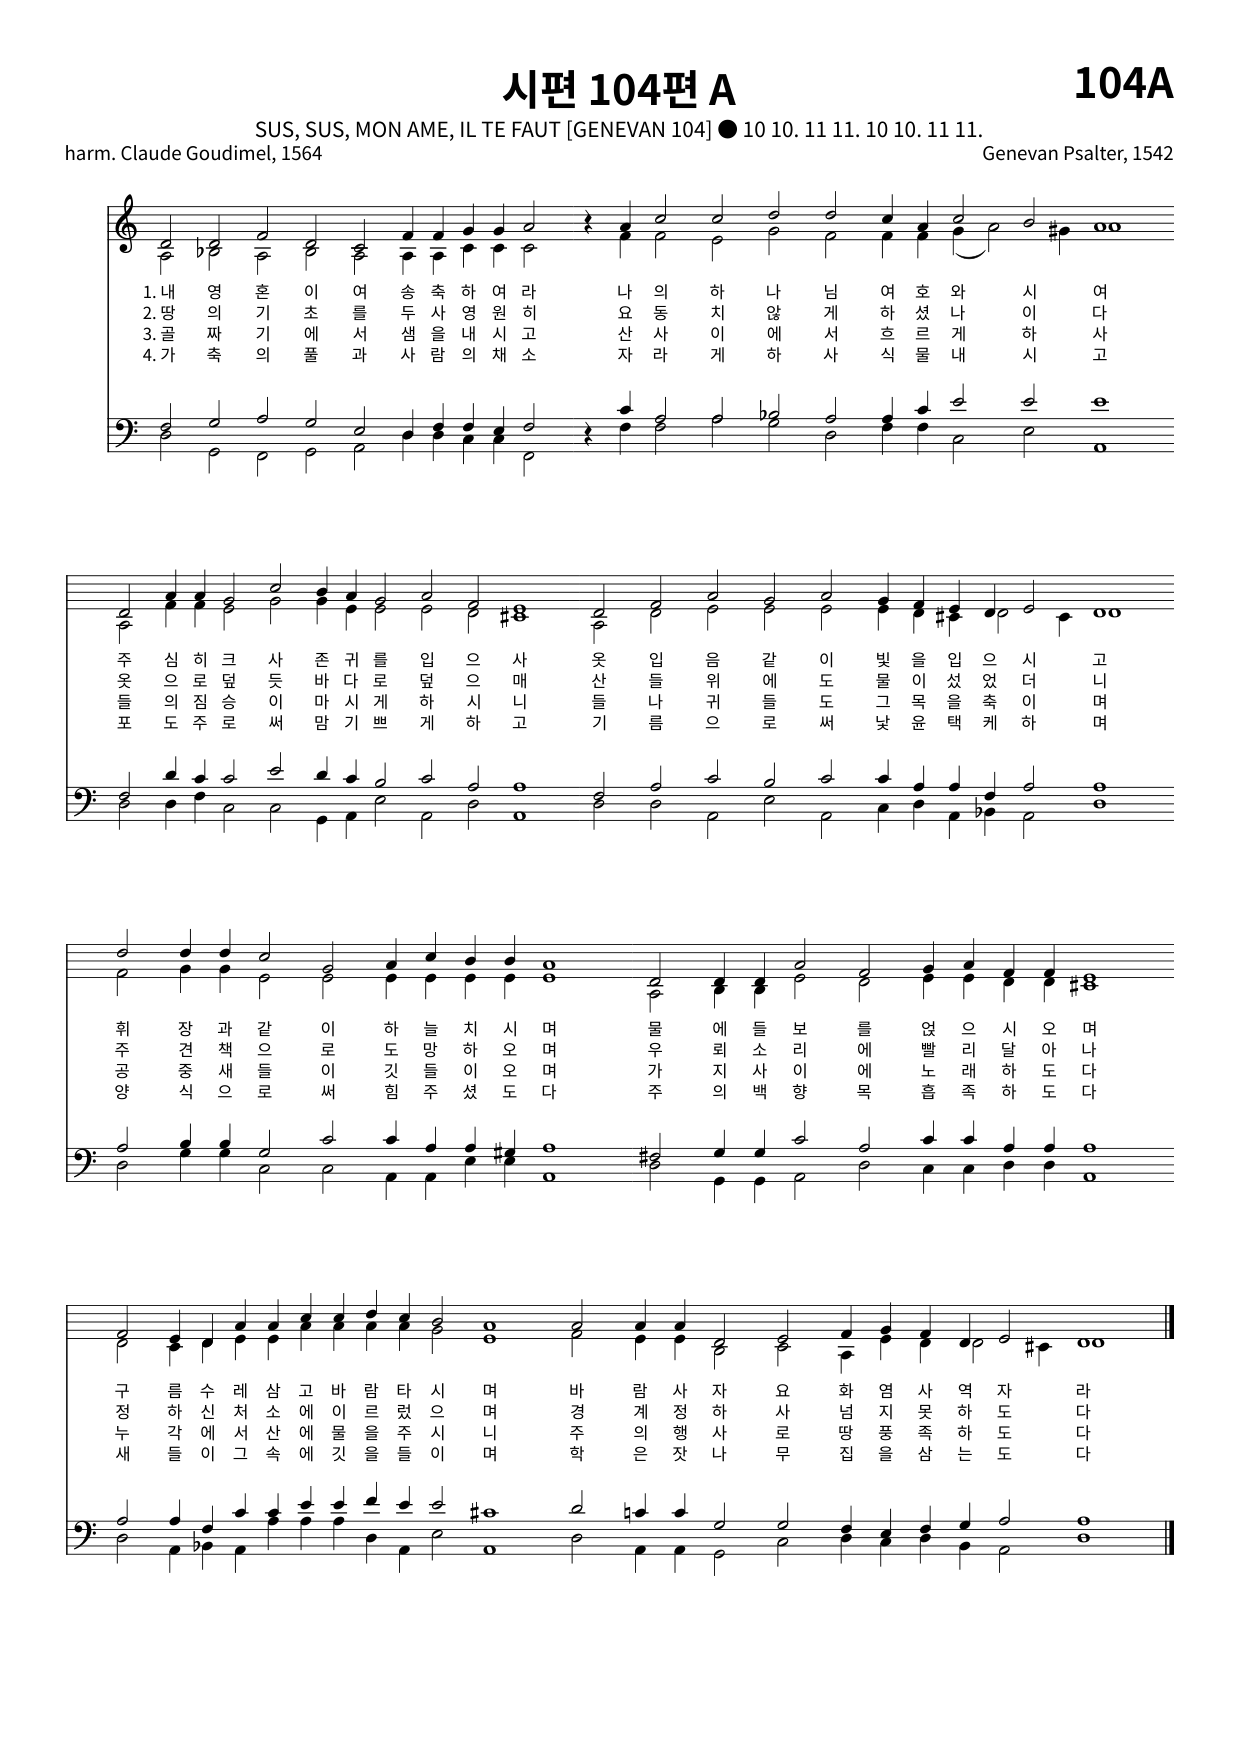 시편 104편 A
104A
SUS, SUS, MON AME, IL TE FAUT [GENEVAN 104] ● 10 10. 11 11. 10 10. 11 11.
harm. Claude Goudimel, 1564
Genevan Psalter, 1542
1. 내 영 혼 이 여 송 축 하 여 라 나 의 하 나 님 여 호 와 시 여
2. 땅 의 기 초 를 두 사 영 원 히 요 동 치 않 게 하 셨 나 이 다
3. 골 짜 기 에 서 샘 을 내 시 고 산 사 이 에 서 흐 르 게 하 사
4. 가 축 의 풀 과 사 람 의 채 소 자 라 게 하 사 식 물 내 시 고
주 심 히 크 사 존 귀 를 입 으 사 옷 입 음 같 이 빛 을 입 으 시 고
옷 으 로 덮 듯 바 다 로 덮 으 매 산 들 위 에 도 물 이 섰 었 더 니
들 의 짐 승 이 마 시 게 하 시 니 들 나 귀 들 도 그 목 을 축 이 며
포 도 주 로 써 맘 기 쁘 게 하 고 기 름 으 로 써 낯 윤 택 케 하 며
휘 장 과 같 이 하 늘 치 시 며 물 에 들 보 를 얹 으 시 오 며
주 견 책 으 로 도 망 하 오 며 우 뢰 소 리 에 빨 리 달 아 나
공 중 새 들 이 깃 들 이 오 며 가 지 사 이 에 노 래 하 도 다
양 식 으 로 써 힘 주 셨 도 다 주 의 백 향 목 흡 족 하 도 다
구 름 수 레 삼 고 바 람 타 시 며 바 람 사 자 요 화 염 사 역 자 라
정 하 신 처 소 에 이 르 렀 으 며 경 계 정 하 사 넘 지 못 하 도 다
누 각 에 서 산 에 물 을 주 시 니 주 의 행 사 로 땅 풍 족 하 도 다
새 들 이 그 속 에 깃 을 들 이 며 학 은 잣 나 무 집 을 삼 는 도 다